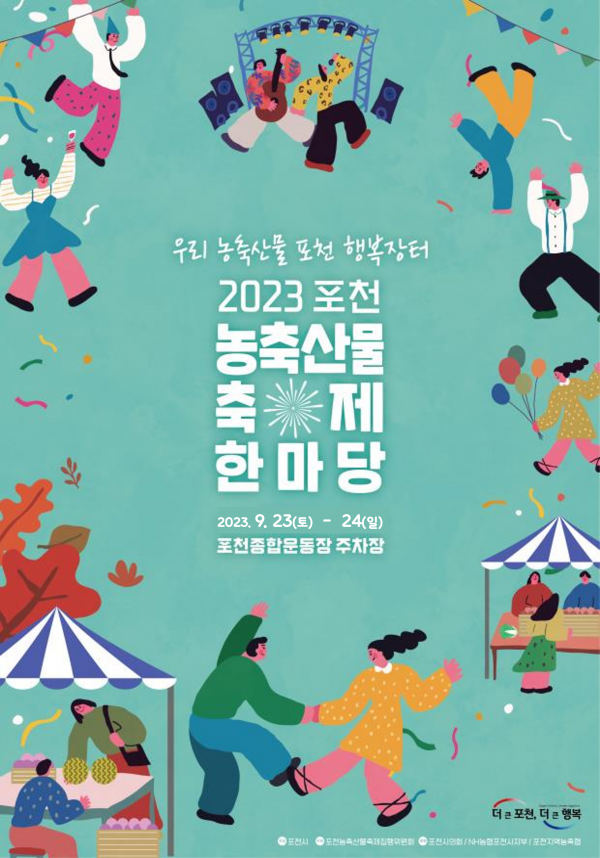 우리 농축산물 포천 행복장터
2023 포천
농축산물
축제
한마당
2023. 9. 23(토) - 24(일)
포천종합운동장 주차장
더 큰 포천, 더 큰 행복
포천시 포천농축산물축제집행위원회 포천시의회 / NH농협포천시지부 / 포천지역농축협